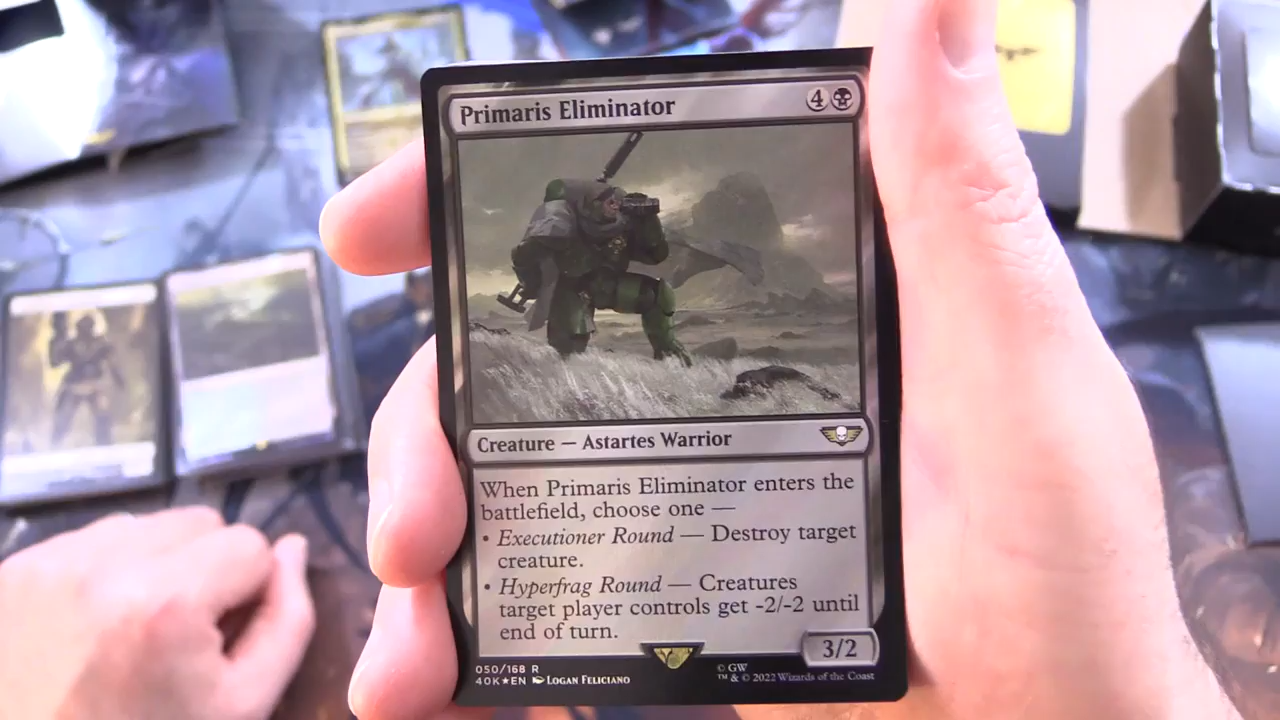 Primaris Eliminator 4
Creature — Astartes Warrior
When Primaris Eliminator enters the
battlefield, choose one —
• Executioner Round — Destroy target
creature.
• Hyperfrag Round — Creatures
target player controls get -2/-2 until
end of turn.
3/2
050/168 R
40K★EN Logan Feliciano
© GW
™ & © 2022 Wizards of the Coast